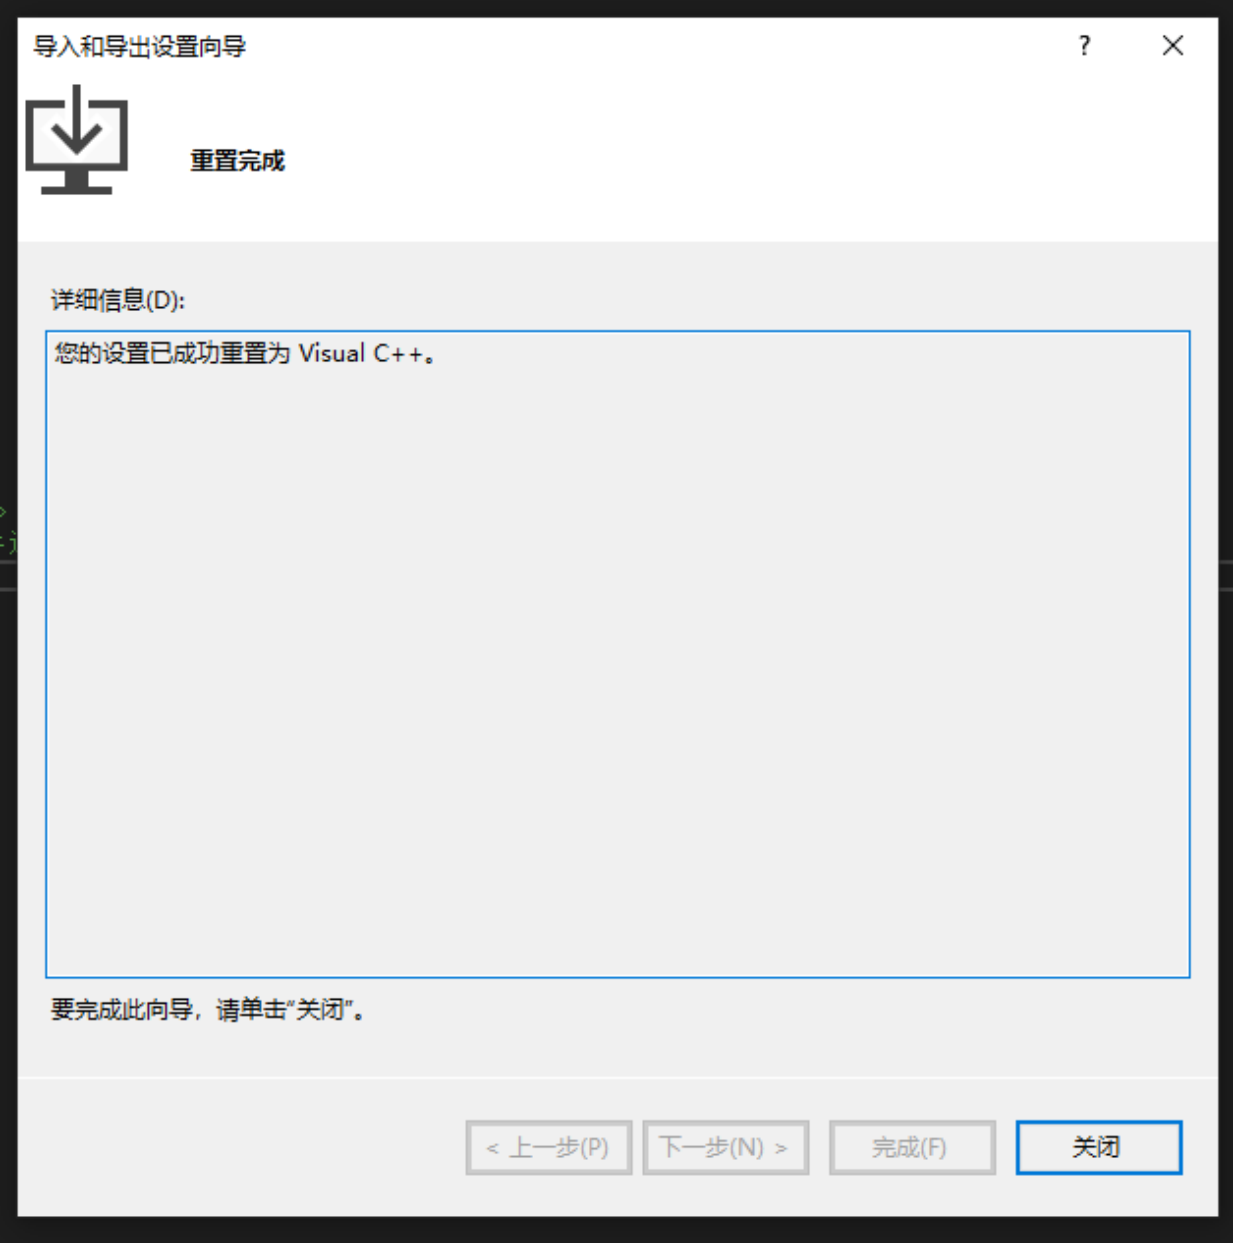 导入和导出设置向导
?
重置完成
详细信息(D):
您的设置已成功重置为 Visual C++。
要完成此向导，请单击“关闭”。
< 上一步(P)
下一步(N) >
完成(F)
关闭